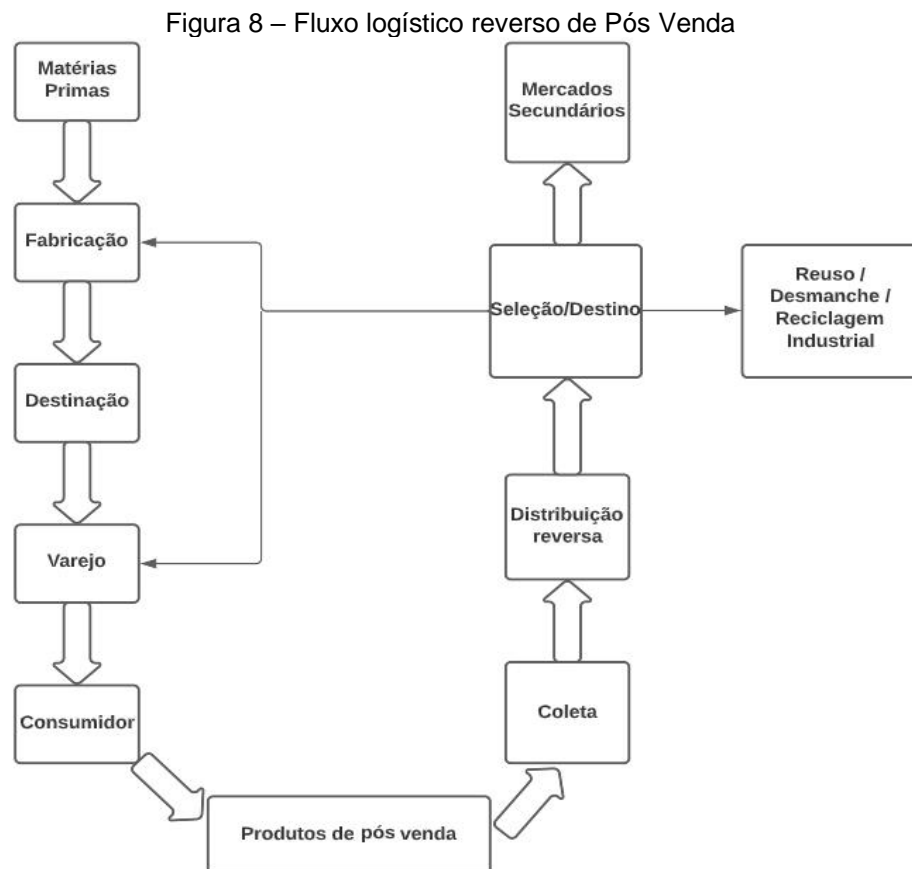 Figura 8 – Fluxo logístico reverso de Pós Venda
Matérias
Primas
Fabricação
Destinação
Varejo
Consumidor
Produtos de pós venda
Coleta
Distribuição
reversa
Seleção/Destino
Mercados
Secundários
Reuso /
Desmanche /
Reciclagem
Industrial